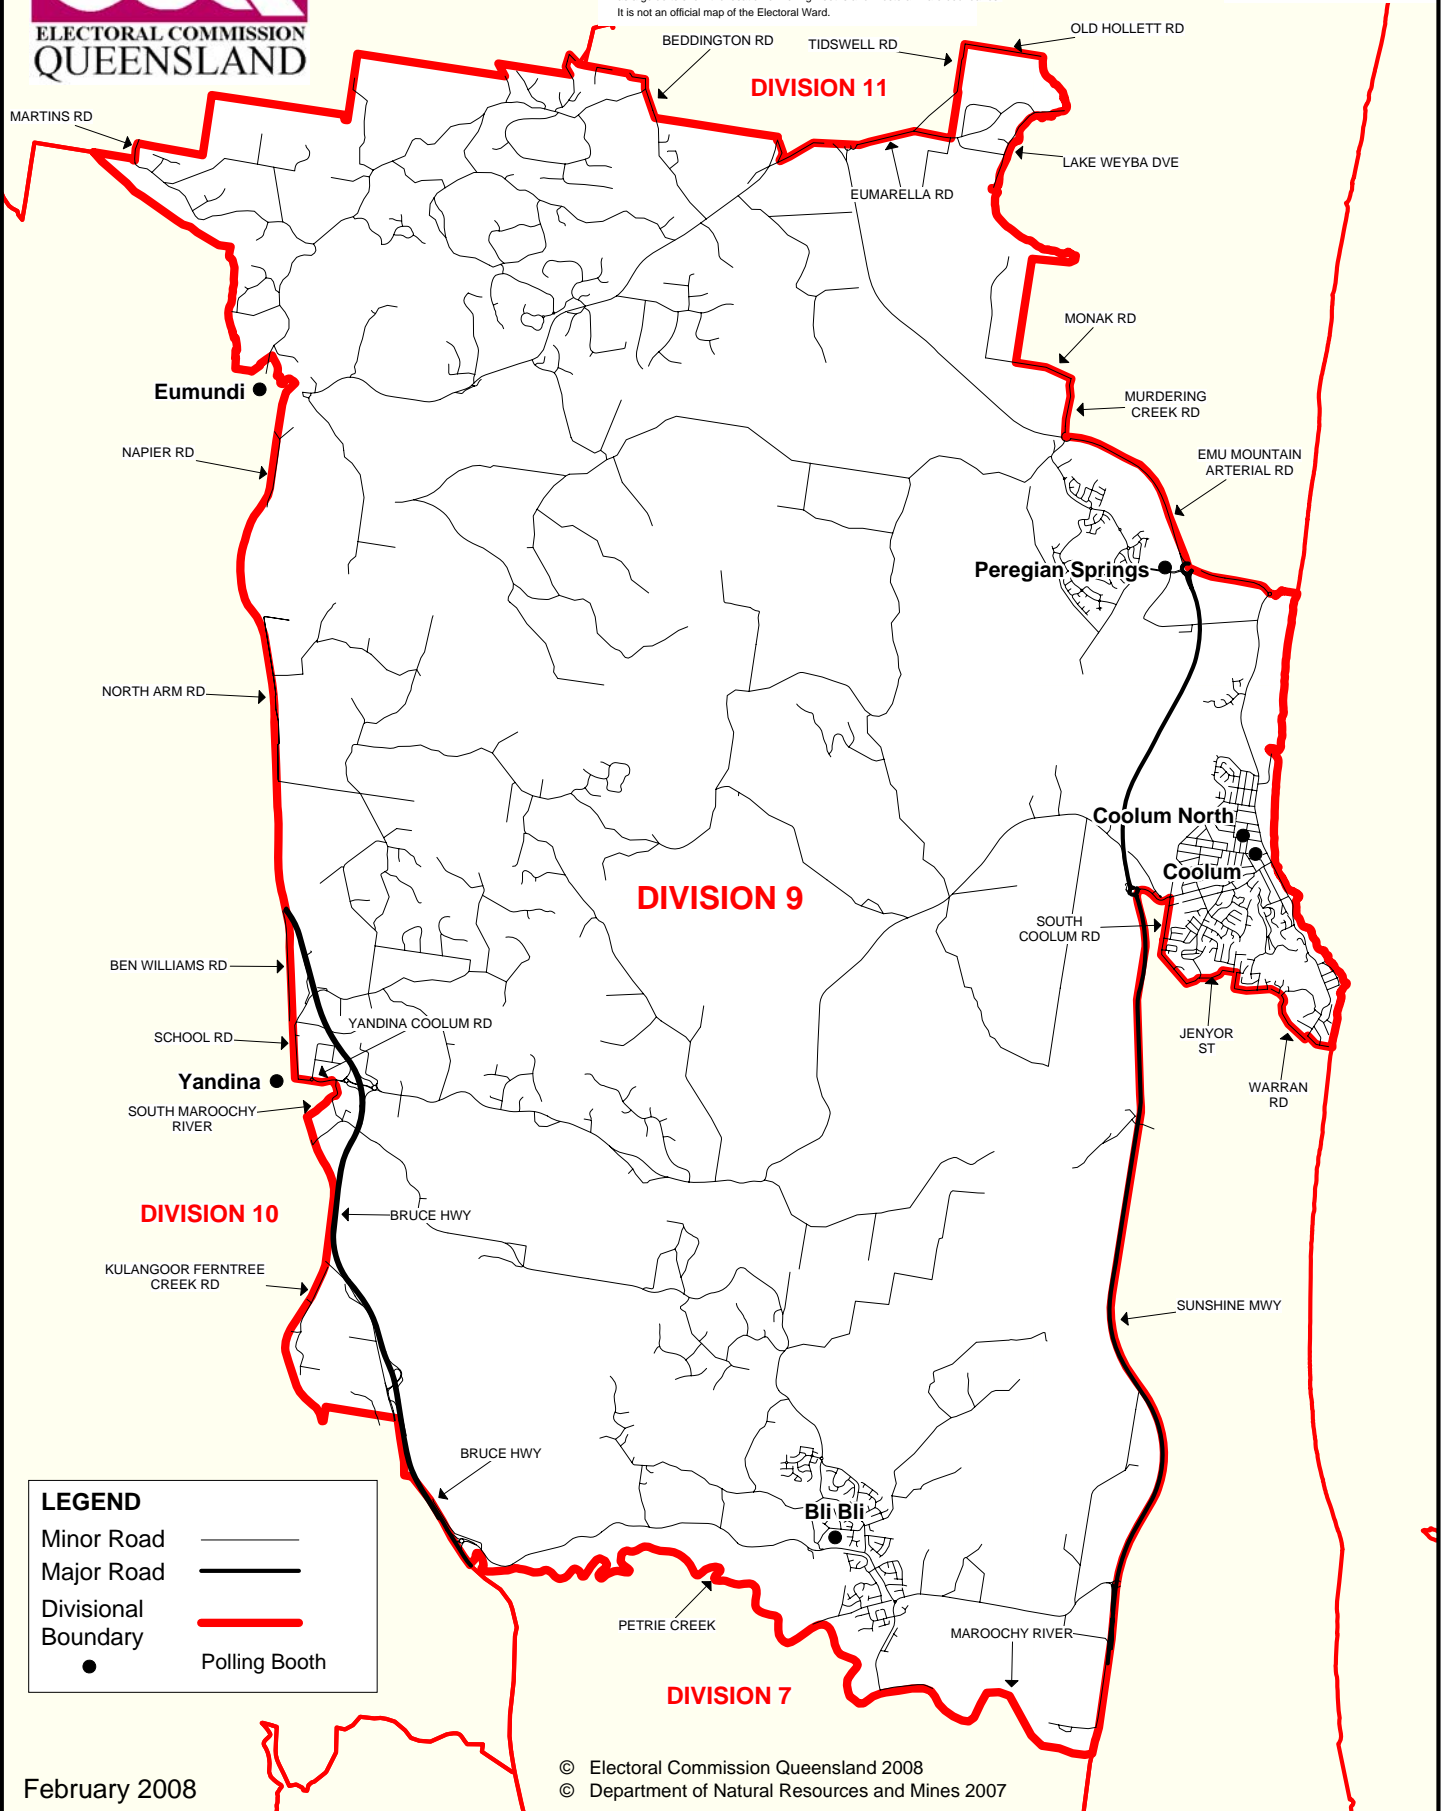 ELECTORAL COMMISSION
QUEENSLAND
It is not an official map of the Electoral Ward.
BEDDINGTON RD
TIDSWELL RD
OLD HOLLETT RD
DIVISION 11
MARTINS RD
LAKE WEYBA DVE
EUMARELLA RD
MONAK RD
Eumundi
MURDERING
CREEK RD
NAPIER RD
EMU MOUNTAIN
ARTERIAL RD
Peregian Springs
NORTH ARM RD
Coolum North
Coolum
DIVISION 9
SOUTH
COOLUM RD
BEN WILLIAMS RD
YANDINA COOLUM RD
SCHOOL RD
JENYOR
ST
Yandina
WARRAN
RD
SOUTH MAROOCHY
RIVER
DIVISION 10
BRUCE HWY
KULANGOOR FERNTREE
CREEK RD
SUNSHINE MWY
BRUCE HWY
LEGEND
Minor Road
Major Road
Divisional
Boundary
Polling Booth
Bli Bli
PETRIE CREEK
MAROOCHY RIVER
DIVISION 7
February 2008
© Electoral Commission Queensland 2008
© Department of Natural Resources and Mines 2007